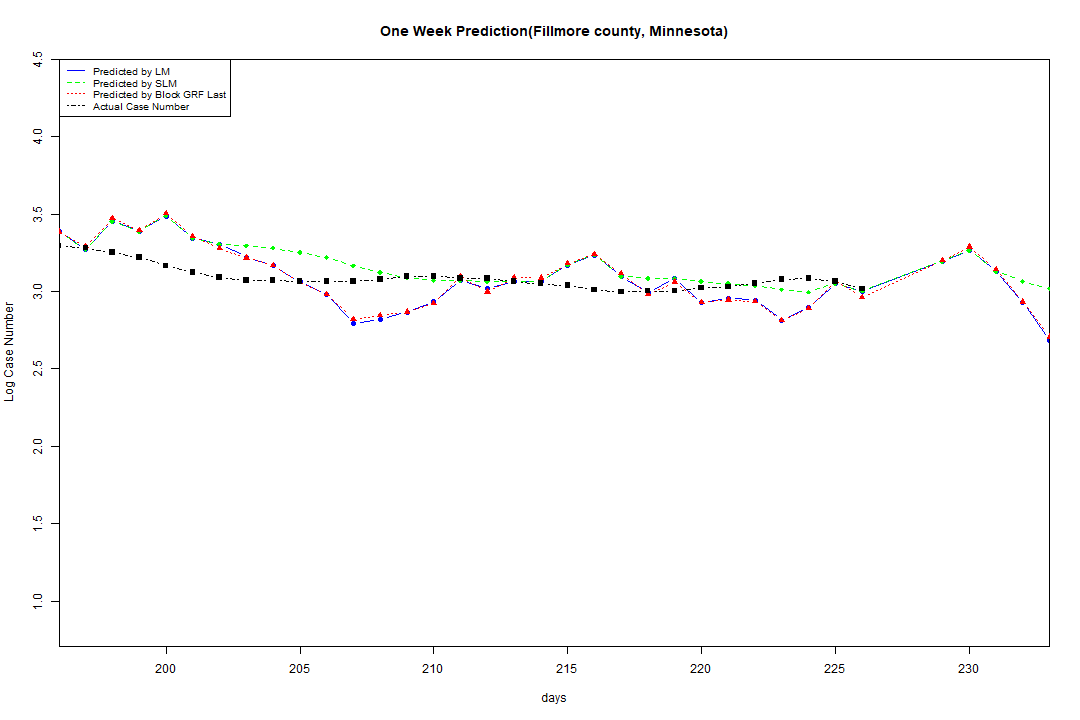 One Week Prediction(Fillmore county, Minnesota)
Predicted by LM
Predicted by SLM
Predicted by Block GRF Last
Actual Case Number
4.5
4.0
3.5
3.0
2.5
2.0
1.5
1.0
Log Case Number
200 205 210 215 220 225 230
days